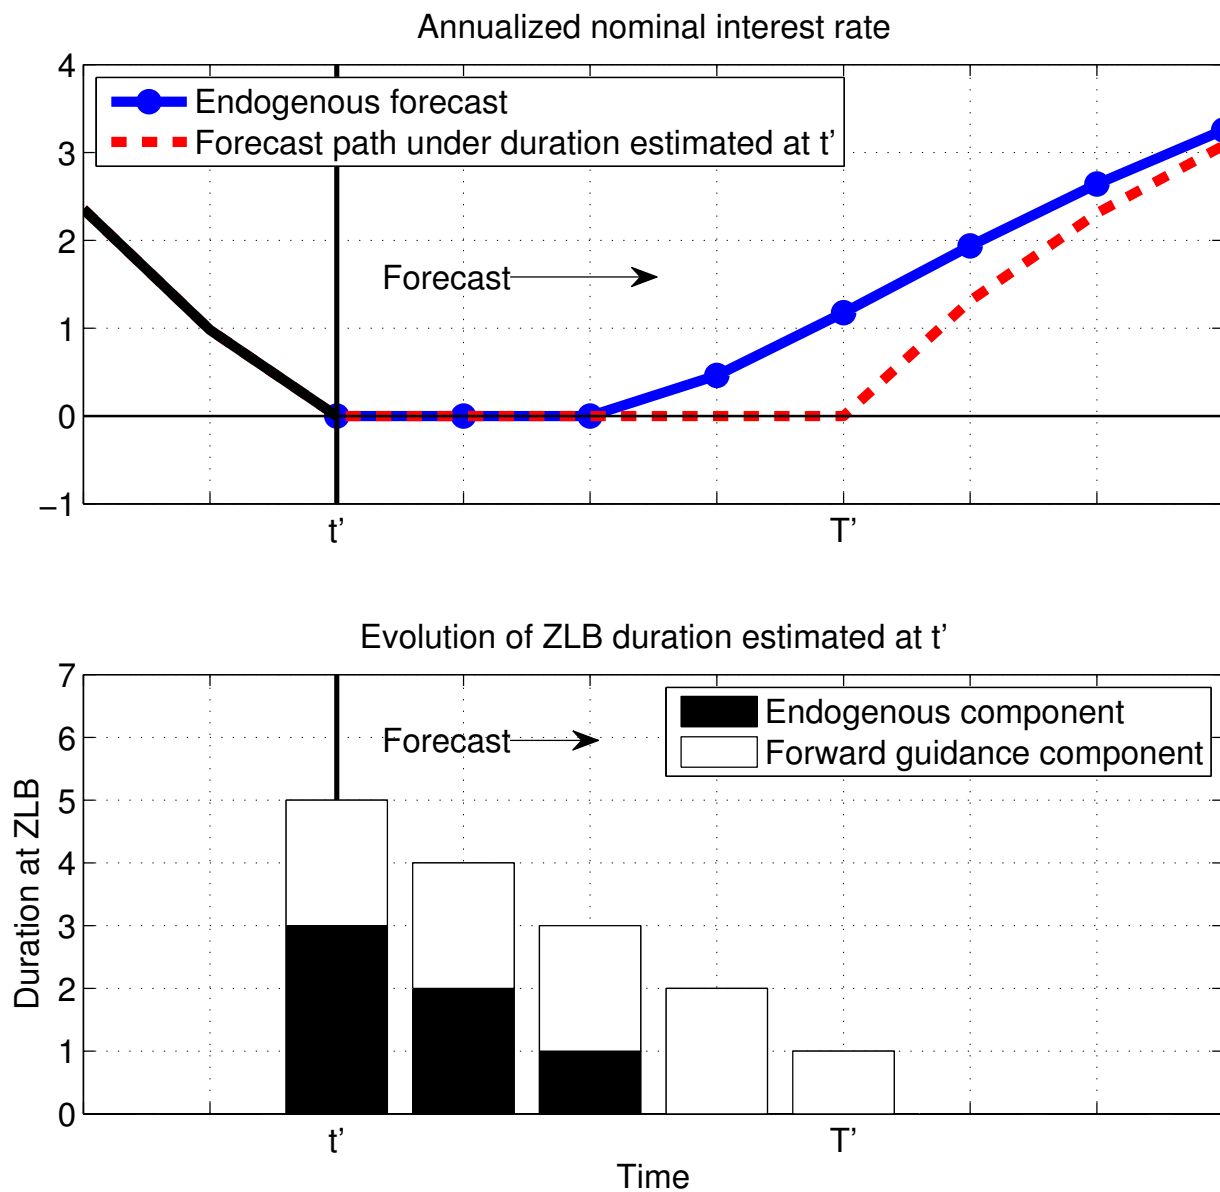 Annualized nominal interest rate
4
3
2
1
0
−1
Endogenous forecast
Forecast path under duration estimated at t’
Forecast
t’
T’
Evolution of ZLB duration estimated at t’
7
6
5
4
3
2
1
0
Duration at ZLB
Endogenous component
Forward guidance component
Forecast
t’
T’
Time